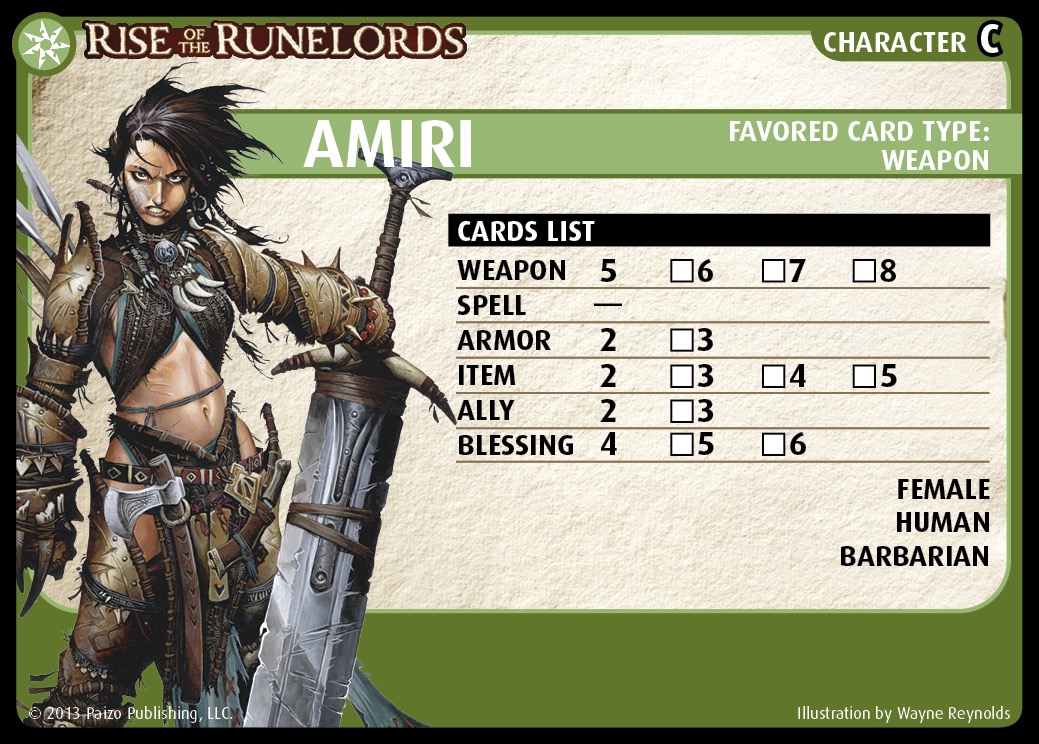 RISE OF THE RUNELORDS
CHARACTER C
AMIRI
FAVORED CARD TYPE:
WEAPON
CARDS LIST
WEAPON 5 □6 □7 □8
SPELL —
ARMOR 2 □3
ITEM 2 □3 □4 □5
ALLY 2 □3
BLESSING 4 □5 □6
FEMALE
HUMAN
BARBARIAN
© 2013 Paizo Publishing, LLC.
Illustration by Wayne Reynolds